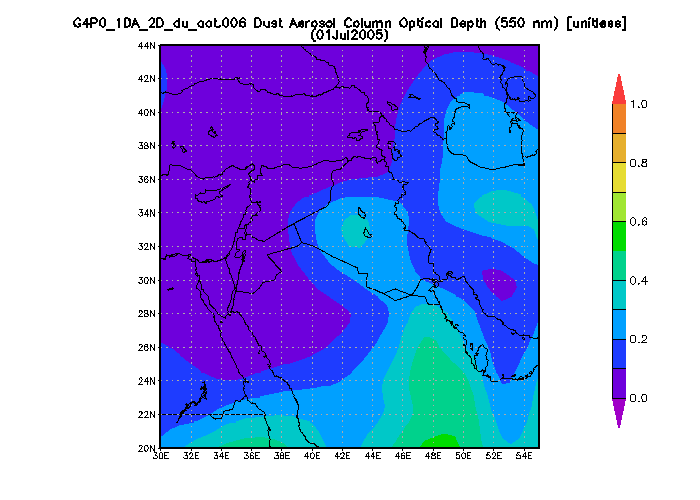 G4P0_1DA_2D_du_aot.006 Dust Aerosol Column Optical Depth (550 nm) [unitless]
(01Jul2005)
44N
42N
40N
38N
36N
34N
32N
30N
28N
26N
24N
22N
20N
30E 32E 34E 36E 38E 40E 42E 44E 46E 48E 50E 52E 54E
1.0
0.8
0.6
0.4
0.2
0.0